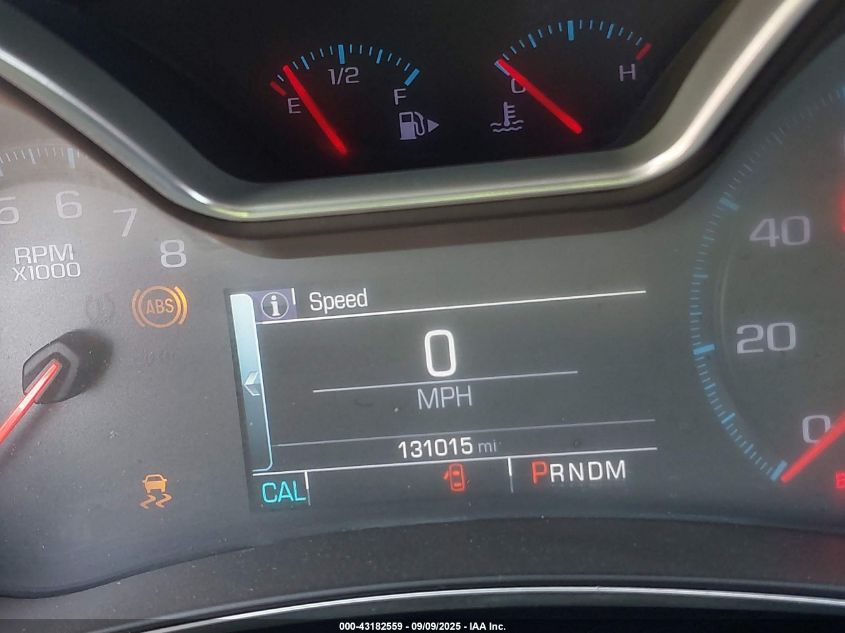 E 1/2 F
C H
5 6 7 8
RPM
X1000
ABS
i Speed
0
MPH
131015 mi
CAL
PRNDM
40
20
0
000-43182559 - 09/09/2025 - IAA Inc.